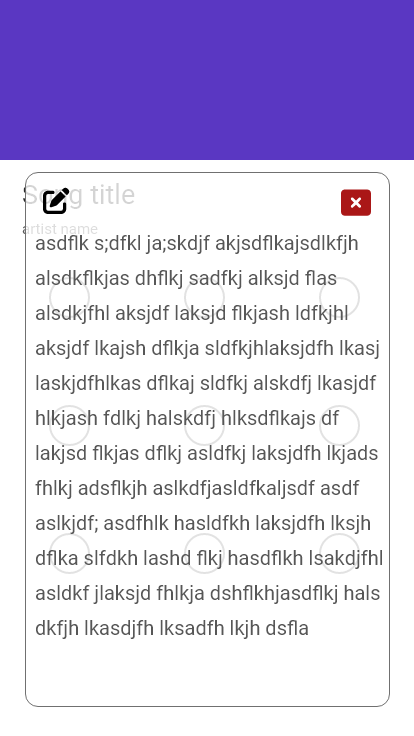 Song title
artist name
asdflk s;dfkl ja;skdjf akjsdflkajsdlkfjh
alsdkflkjas dhflkj sadfkj alksjd flas
alsdkjfhl aksjdf laksjd flkjash ldfkjhl
aksjdf lkajsh dflkja sldfkjhlaksjdfh lkasj
laskjdfhlkas dflkaj sldfkj alskdfj lkasjdf
hlkjash fdlkj halskdfj hlksdflkajs df
lakjsd flkjas dflkj asldfkj laksjdfh lkjads
fhlkj adsflkjh aslkdfjasldfkaljsdf asdf
aslkjdf; asdfhlk hasldfkh laksjdfh lksjh
dflka slfdkh lashd flkj hasdflkh lsakdjfhl
asldkf jlaksjd fhlkja dshflkhjasdflkj hals
dkfjh lkasdjfh lksadfh lkjh dsfla